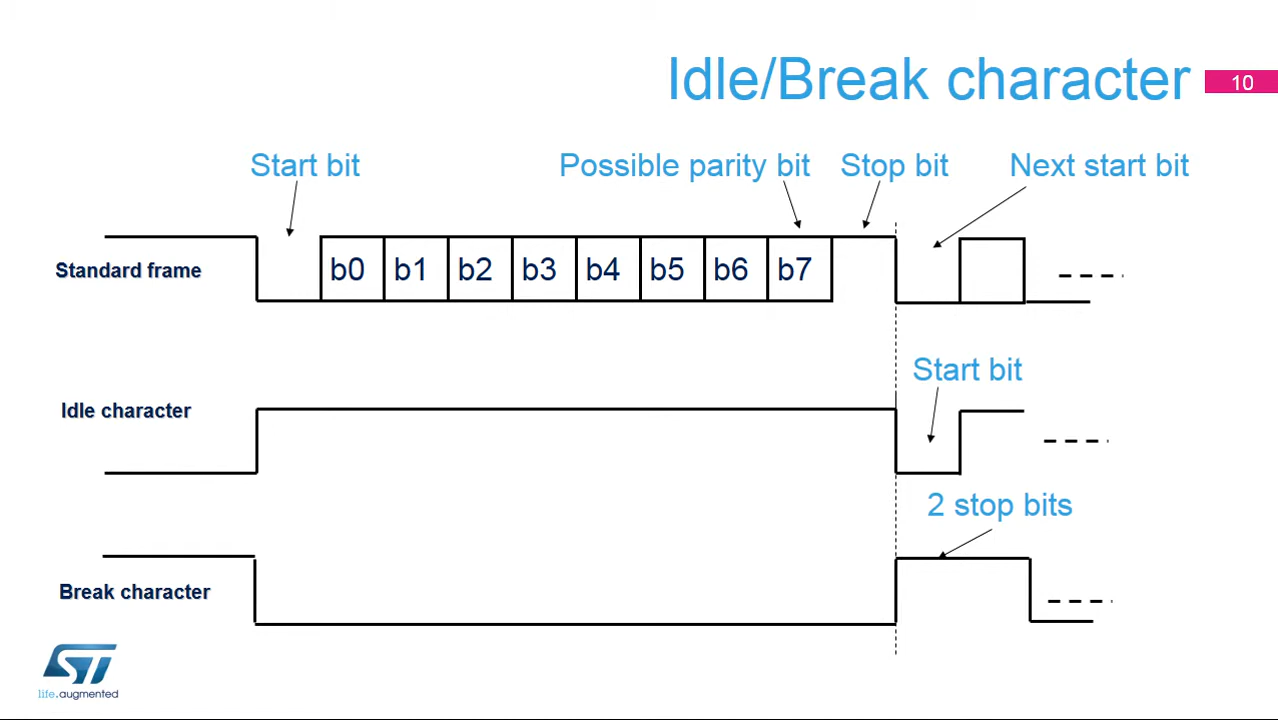 Idle/Break character
10
Start bit
Possible parity bit
Stop bit
Next start bit
Standard frame
b0 b1 b2 b3 b4 b5 b6 b7
Start bit
Idle character
2 stop bits
Break character
ST
life.augmented